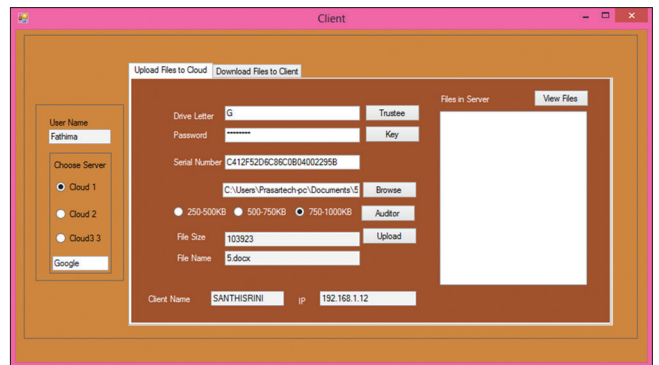 Client
Upload Files to Cloud Download Files to Client
User Name
Fathima
Choose Server
Cloud 1
Cloud 2
Cloud3 3
Google
Drive Letter G Trustee
Password ******** Key
Serial Number C412F52D6C86C0B04002295B
C:\Users\Prasartech-pc\Documents\5 Browse
250-500KB 500-750KB 750-1000KB Auditor
File Size 103923 Upload
File Name 5.docx
Client Name SANTHISRINI IP 192.168.1.12
Files in Server View Files